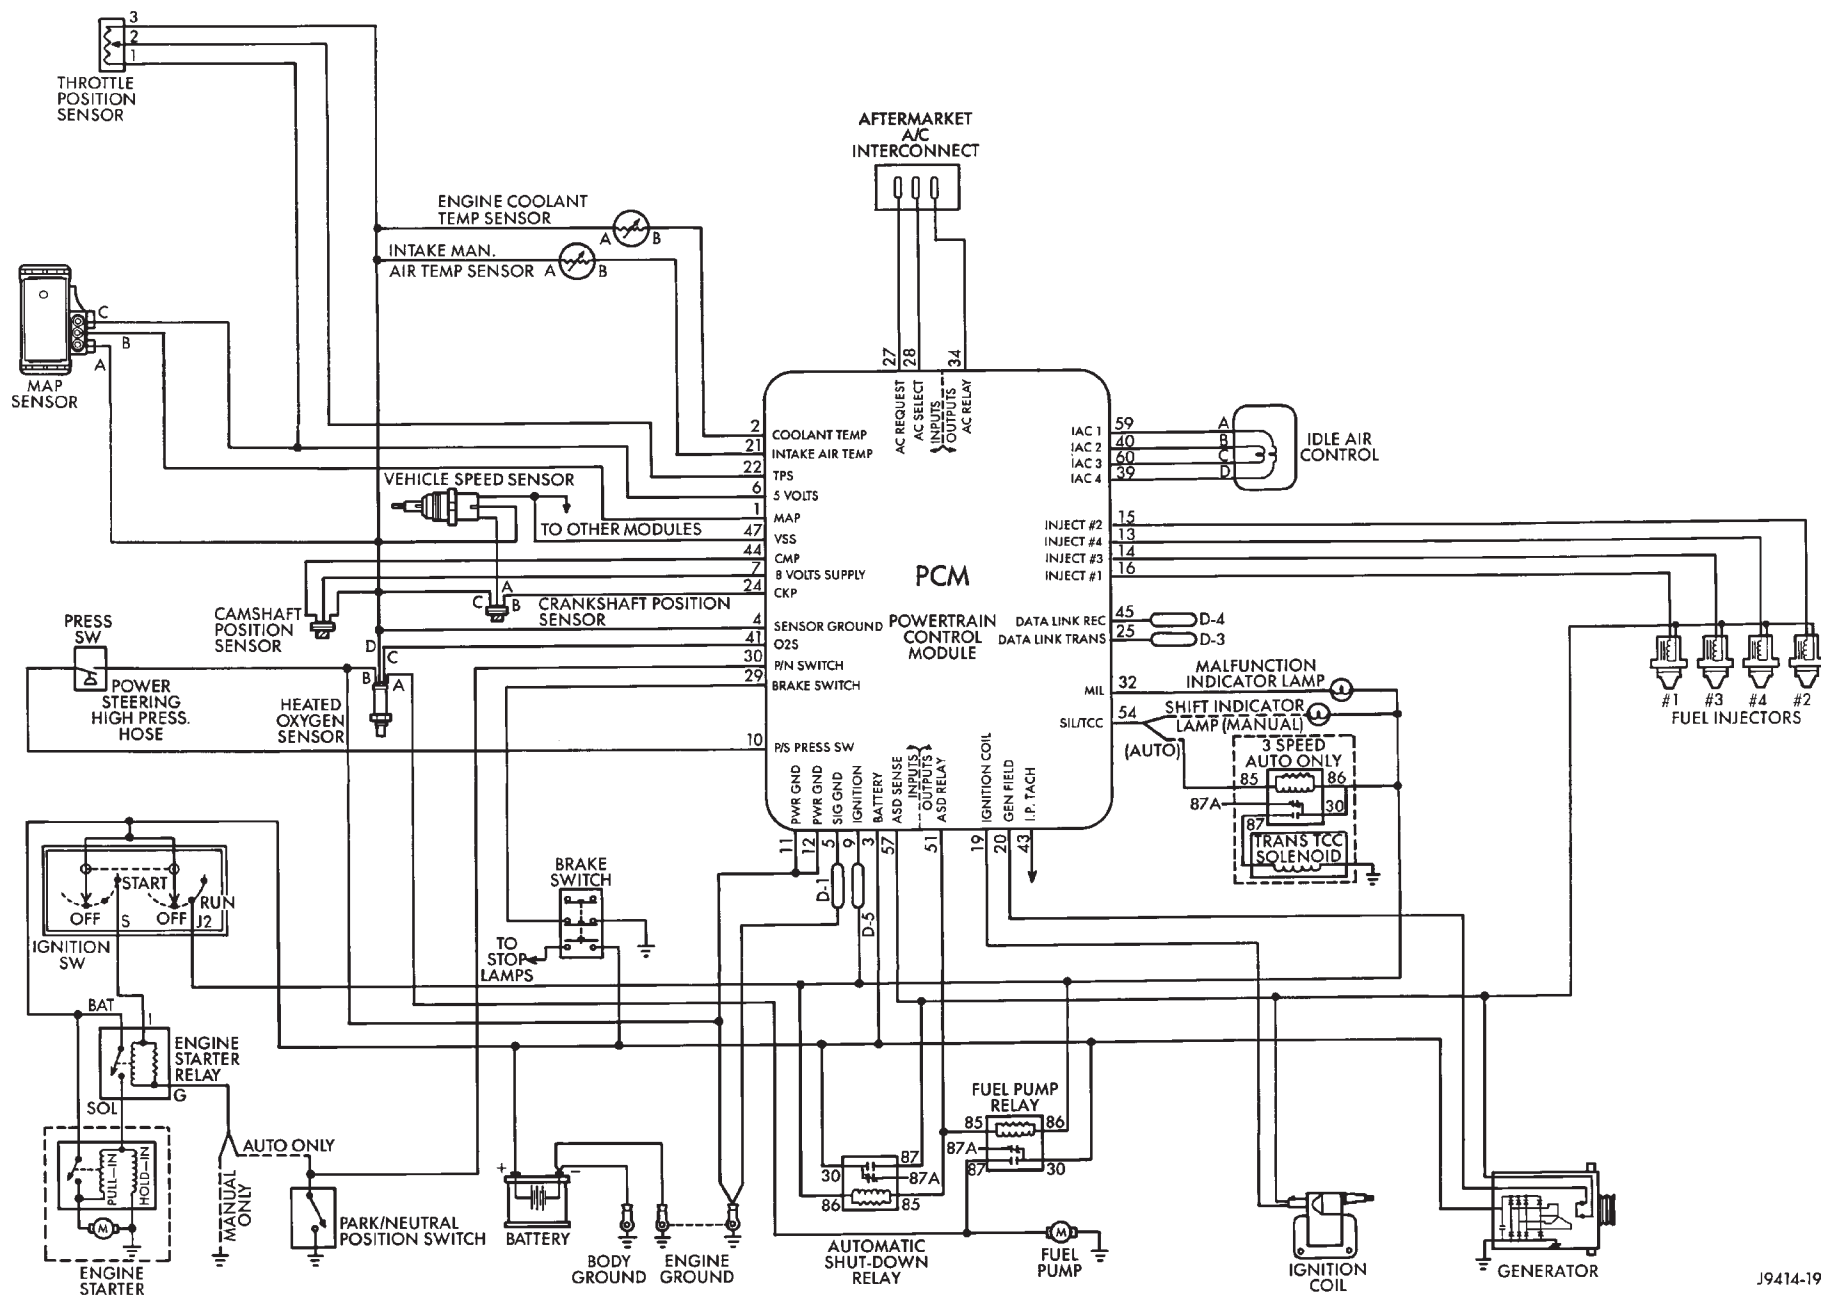 3
2
1
THROTTLE
POSITION
SENSOR
AFTERMARKET
A/C
INTERCONNECT
ENGINE COOLANT
TEMP SENSOR
A
B
INTAKE MAN.
AIR TEMP SENSOR
A
B
C
B
A
MAP
SENSOR
27
28
34
AC REQUEST
AC SELECT
INPUTS
OUTPUTS
AC RELAY
2
COOLANT TEMP
21
INTAKE AIR TEMP
22
TPS
6
5 VOLTS
1
MAP
47
VSS
44
CMP
7
8 VOLTS SUPPLY
24
CKP
4
SENSOR GROUND
41
O2S
30
P/N SWITCH
29
BRAKE SWITCH
10
P/S PRESS SW
PCM
POWERTRAIN
CONTROL
MODULE
IAC 1
59
A
IAC 2
40
B
IAC 3
60
C
IAC 4
39
D
IDLE AIR
CONTROL
INJECT #2
15
INJECT #4
13
INJECT #3
14
INJECT #1
16
DATA LINK REC
45
D-4
DATA LINK TRANS
25
D-3
MIL
32
MALFUNCTION
INDICATOR LAMP
SIL/TCC
54
SHIFT INDICATOR
LAMP (MANUAL)
(AUTO)
3 SPEED
AUTO ONLY
85
86
87A
30
87
TRANS TCC
SOLENOID
#1
#3
#4
#2
FUEL INJECTORS
VEHICLE SPEED SENSOR
TO OTHER MODULES
A
C
B
CRANKSHAFT POSITION
SENSOR
CAMSHAFT
POSITION
SENSOR
PRESS
SW
POWER
STEERING
HIGH PRESS.
HOSE
D
C
B
A
HEATED
OXYGEN
SENSOR
PWR GND
PWR GND
SIG GND
IGNITION
BATTERY
ASD SENSE
INPUTS
OUTPUTS
ASD RELAY
IGNITION COIL
GEN FIELD
I.P. TACH
11
12
5
9
3
57
51
19
20
43
D-1
D-5
BRAKE
SWITCH
TO
STOP
LAMPS
START
OFF
S
OFF
RUN
J2
IGNITION
SW
BAT
I
ENGINE
STARTER
RELAY
SOL
G
AUTO ONLY
MANUAL
ONLY
PULL-IN
HOLD-IN
M
ENGINE
STARTER
PARK/NEUTRAL
POSITION SWITCH
+
-
BATTERY
BODY
GROUND
ENGINE
GROUND
30
87
87A
86
85
AUTOMATIC
SHUT-DOWN
RELAY
FUEL PUMP
RELAY
85
86
87A
87
30
M
FUEL
PUMP
IGNITION
COIL
GENERATOR
J9414-19